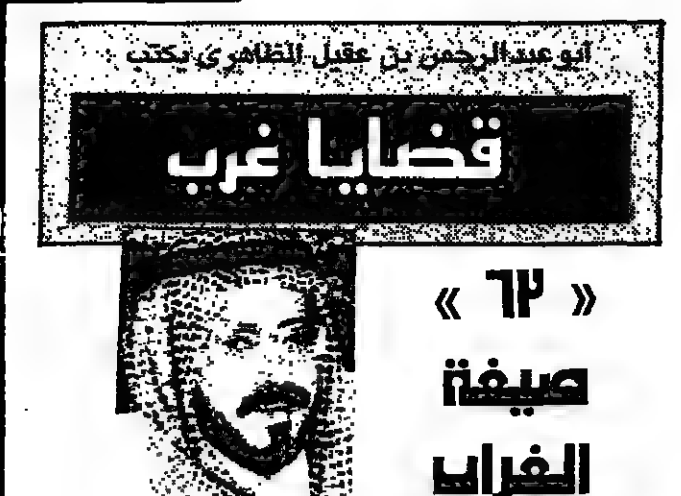 أبو عبدالرحمن بن عقيل الظاهري يكتب :
قضايا غرب
« ٦٢ »
صيغة
الغراب